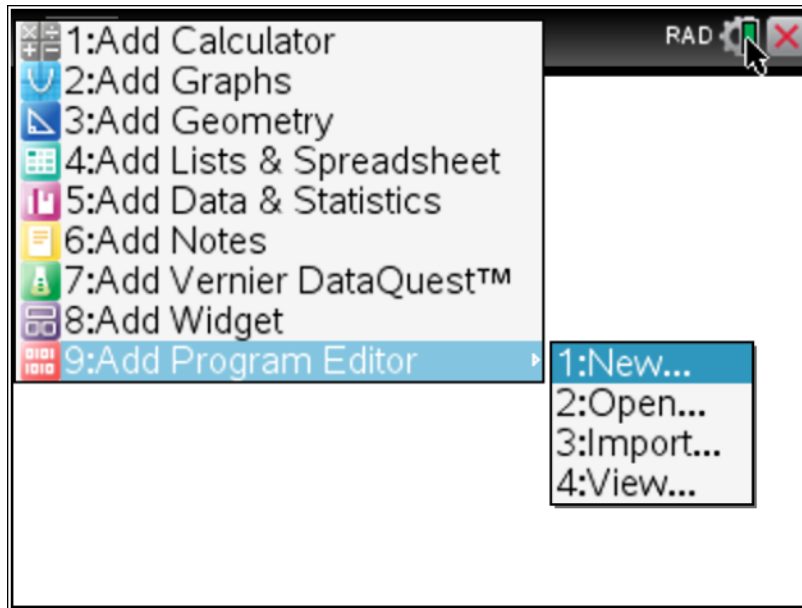 1:Add Calculator
RAD
2:Add Graphs
3:Add Geometry
4:Add Lists & Spreadsheet
5:Add Data & Statistics
6:Add Notes
7:Add Vernier DataQuest™
8:Add Widget
9:Add Program Editor
1:New...
2:Open...
3:Import...
4:View...